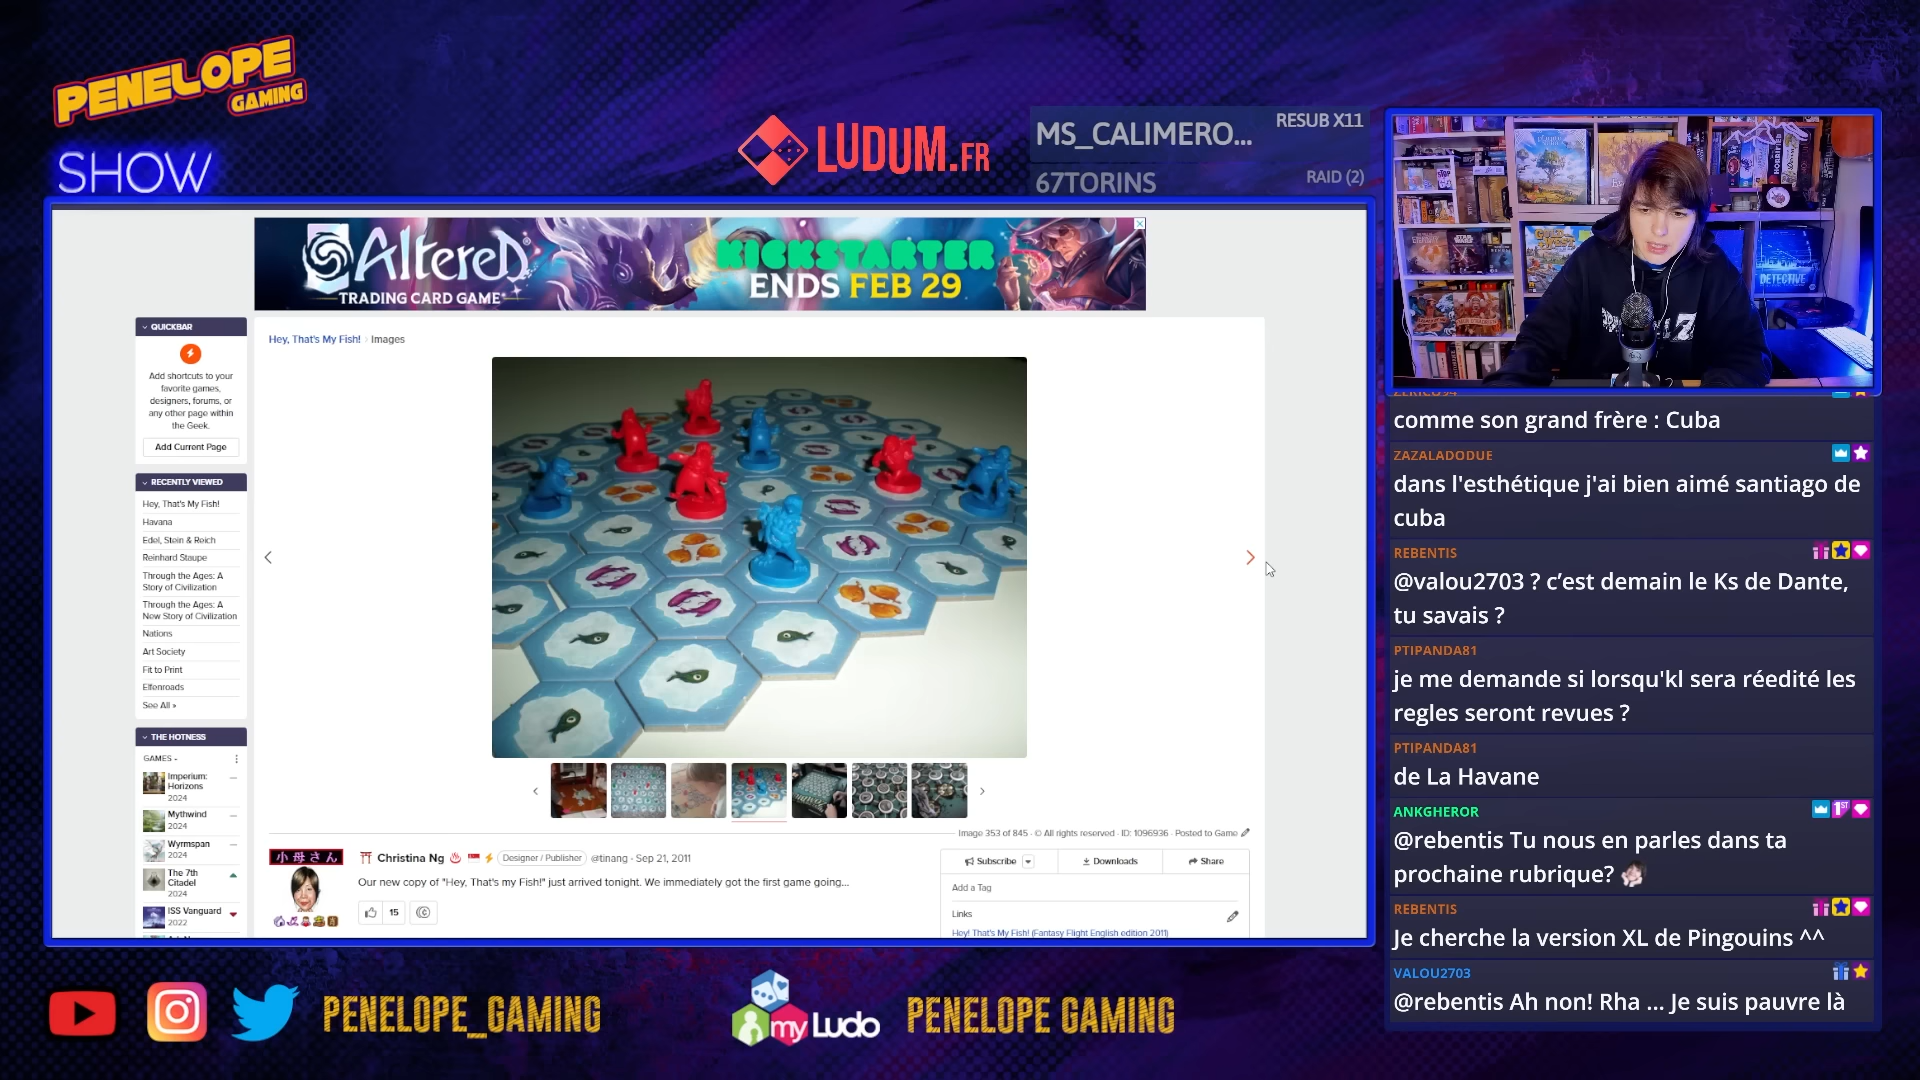 PENELOPE
GAMING
SHOW
LUDUM.FR
MS_CALIMERO...
RESUB X11
67TORINS
RAID (2)
Altered
TRADING CARD GAME
KICKSTARTER
ENDS FEB 29
QUICKBAR
Add shortcuts to your
favorite games,
designers, forums, or
any other page within
the Geek.
Add Current Page
RECENTLY VIEWED
Hey, That's My Fish!
Havana
Edel, Stein & Reich
Reinhard Staupe
Through the Ages: A
Story of Civilization
Through the Ages: A
New Story of Civilization
Nations
Art Society
Fit to Print
Elfenroads
See All »
THE HOTNESS
GAMES
Imperium:
Horizons
2024
Mythwind
2024
Wyrmspan
2024
The 7th
Citadel
2024
ISS Vanguard
2022
Hey, That's My Fish! › Images
Image 353 of 845 · © All rights reserved · ID: 1096936 · Posted to Game
小母さん
Christina Ng
Designer / Publisher
@tinang · Sep 21, 2011
Our new copy of "Hey, That's my Fish!" just arrived tonight. We immediately got the first game going...
15
Subscribe
Downloads
Share
Add a Tag
Links
Hey! That's My Fish! (Fantasy Flight English edition 2011)
DETECTIVE
comme son grand frère : Cuba
ZAZALADODUE
dans l'esthétique j'ai bien aimé santiago de
cuba
REBENTIS
@valou2703 ? c’est demain le Ks de Dante,
tu savais ?
PTIPANDA81
je me demande si lorsqu'kl sera réedité les
regles seront revues ?
PTIPANDA81
de La Havane
ANKGHEROR
1ST
@rebentis Tu nous en parles dans ta
prochaine rubrique?
REBENTIS
Je cherche la version XL de Pingouins ^^
VALOU2703
@rebentis Ah non! Rha ... Je suis pauvre là
PENELOPE_GAMING
my Ludo
PENELOPE GAMING